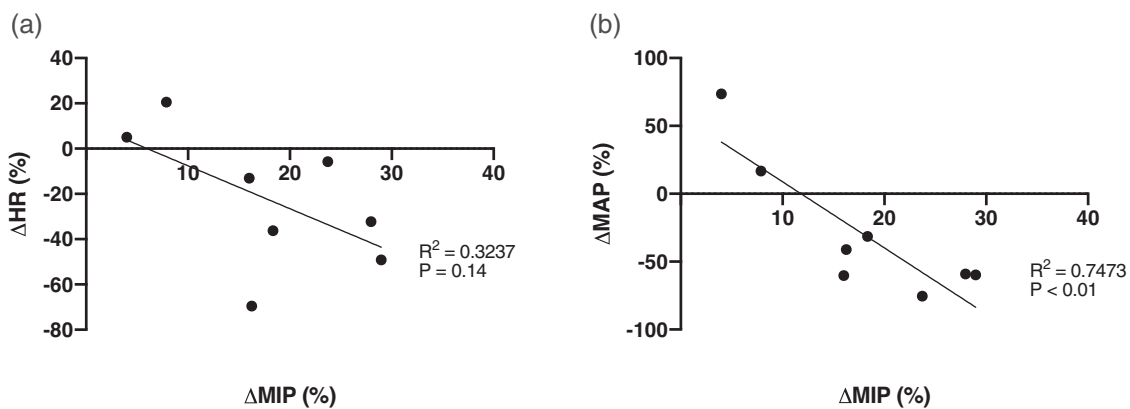 (a)
40
20
0
-20
-40
-60
-80
10
20
30
40
ΔHR (%)
R² = 0.3237
P = 0.14
ΔMIP (%)
(b)
100
50
0
-50
-100
10
20
30
40
ΔMAP (%)
R² = 0.7473
P < 0.01
ΔMIP (%)